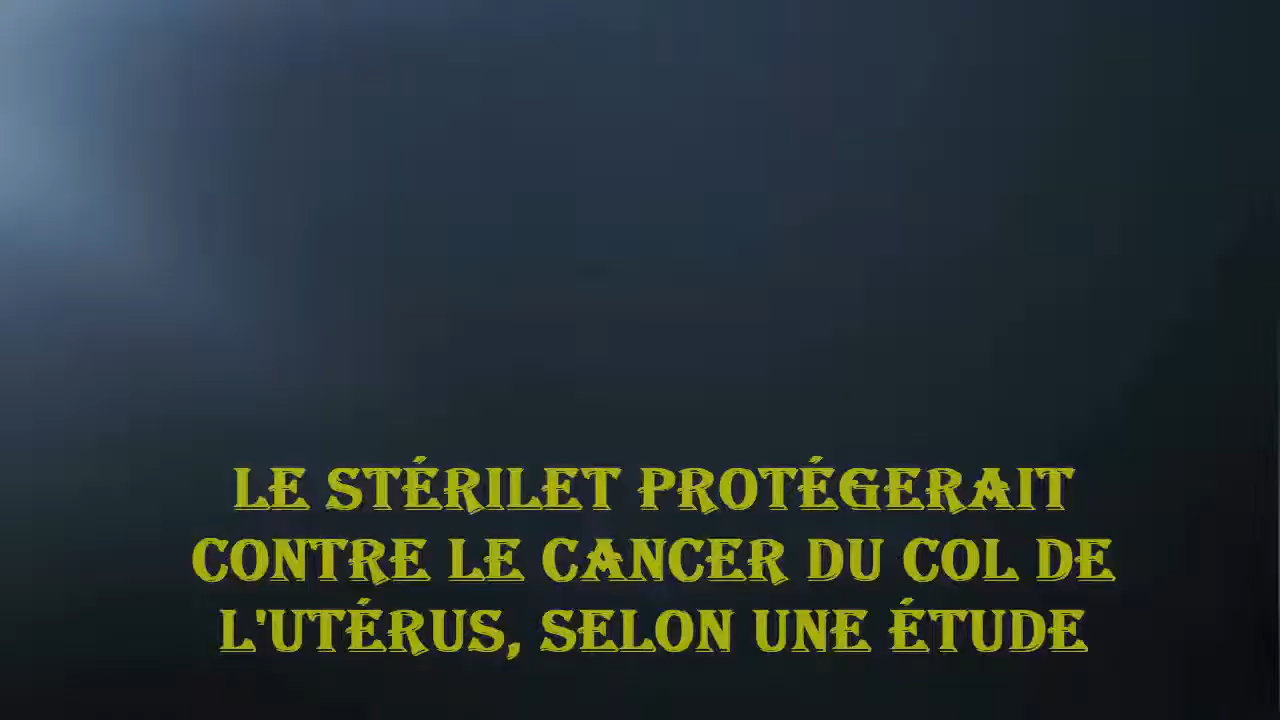 LE STÉRILET PROTÉGERAIT
CONTRE LE CANCER DU COL DE
L'UTÉRUS, SELON UNE ÉTUDE